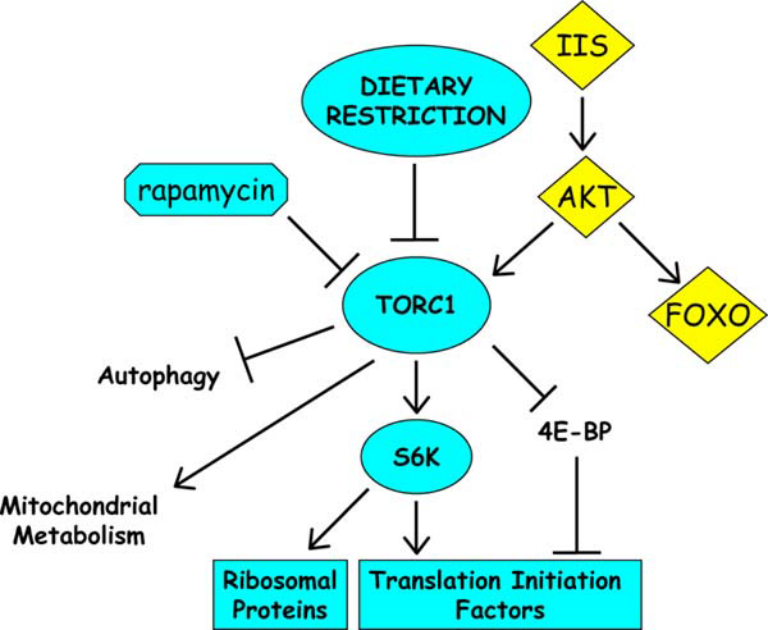 IIS
DIETARY
RESTRICTION
rapamycin
AKT
TORC1
FOXO
Autophagy
4E-BP
S6K
Mitochondrial
Metabolism
Ribosomal
Proteins
Translation Initiation
Factors